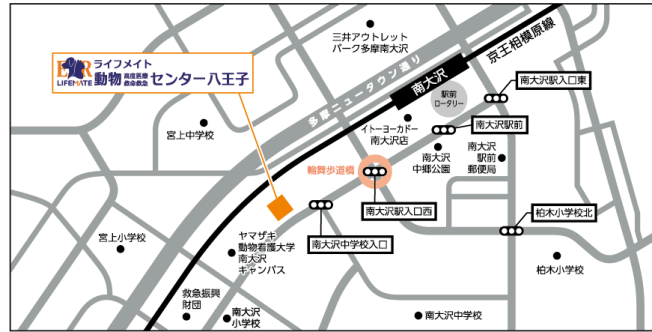 三井アウトレット
パーク多摩南大沢
京王相模原線
ER
LIFEMATE
ライフメイト
動物 高度医療 救命救急 センター八王子
多摩ニュータウン通り
南大沢
駅前
ロータリー
南大沢駅入口東
宮上中学校
イトーヨーカドー
南大沢店
南大沢駅前
南大沢
中郷公園
南大沢
駅前
郵便局
輪舞歩道橋
南大沢駅入口西
柏木小学校北
宮上小学校
ヤマザキ
動物看護大学
南大沢
キャンパス
南大沢中学校入口
柏木小学校
救急振興
財団
南大沢
小学校
南大沢中学校